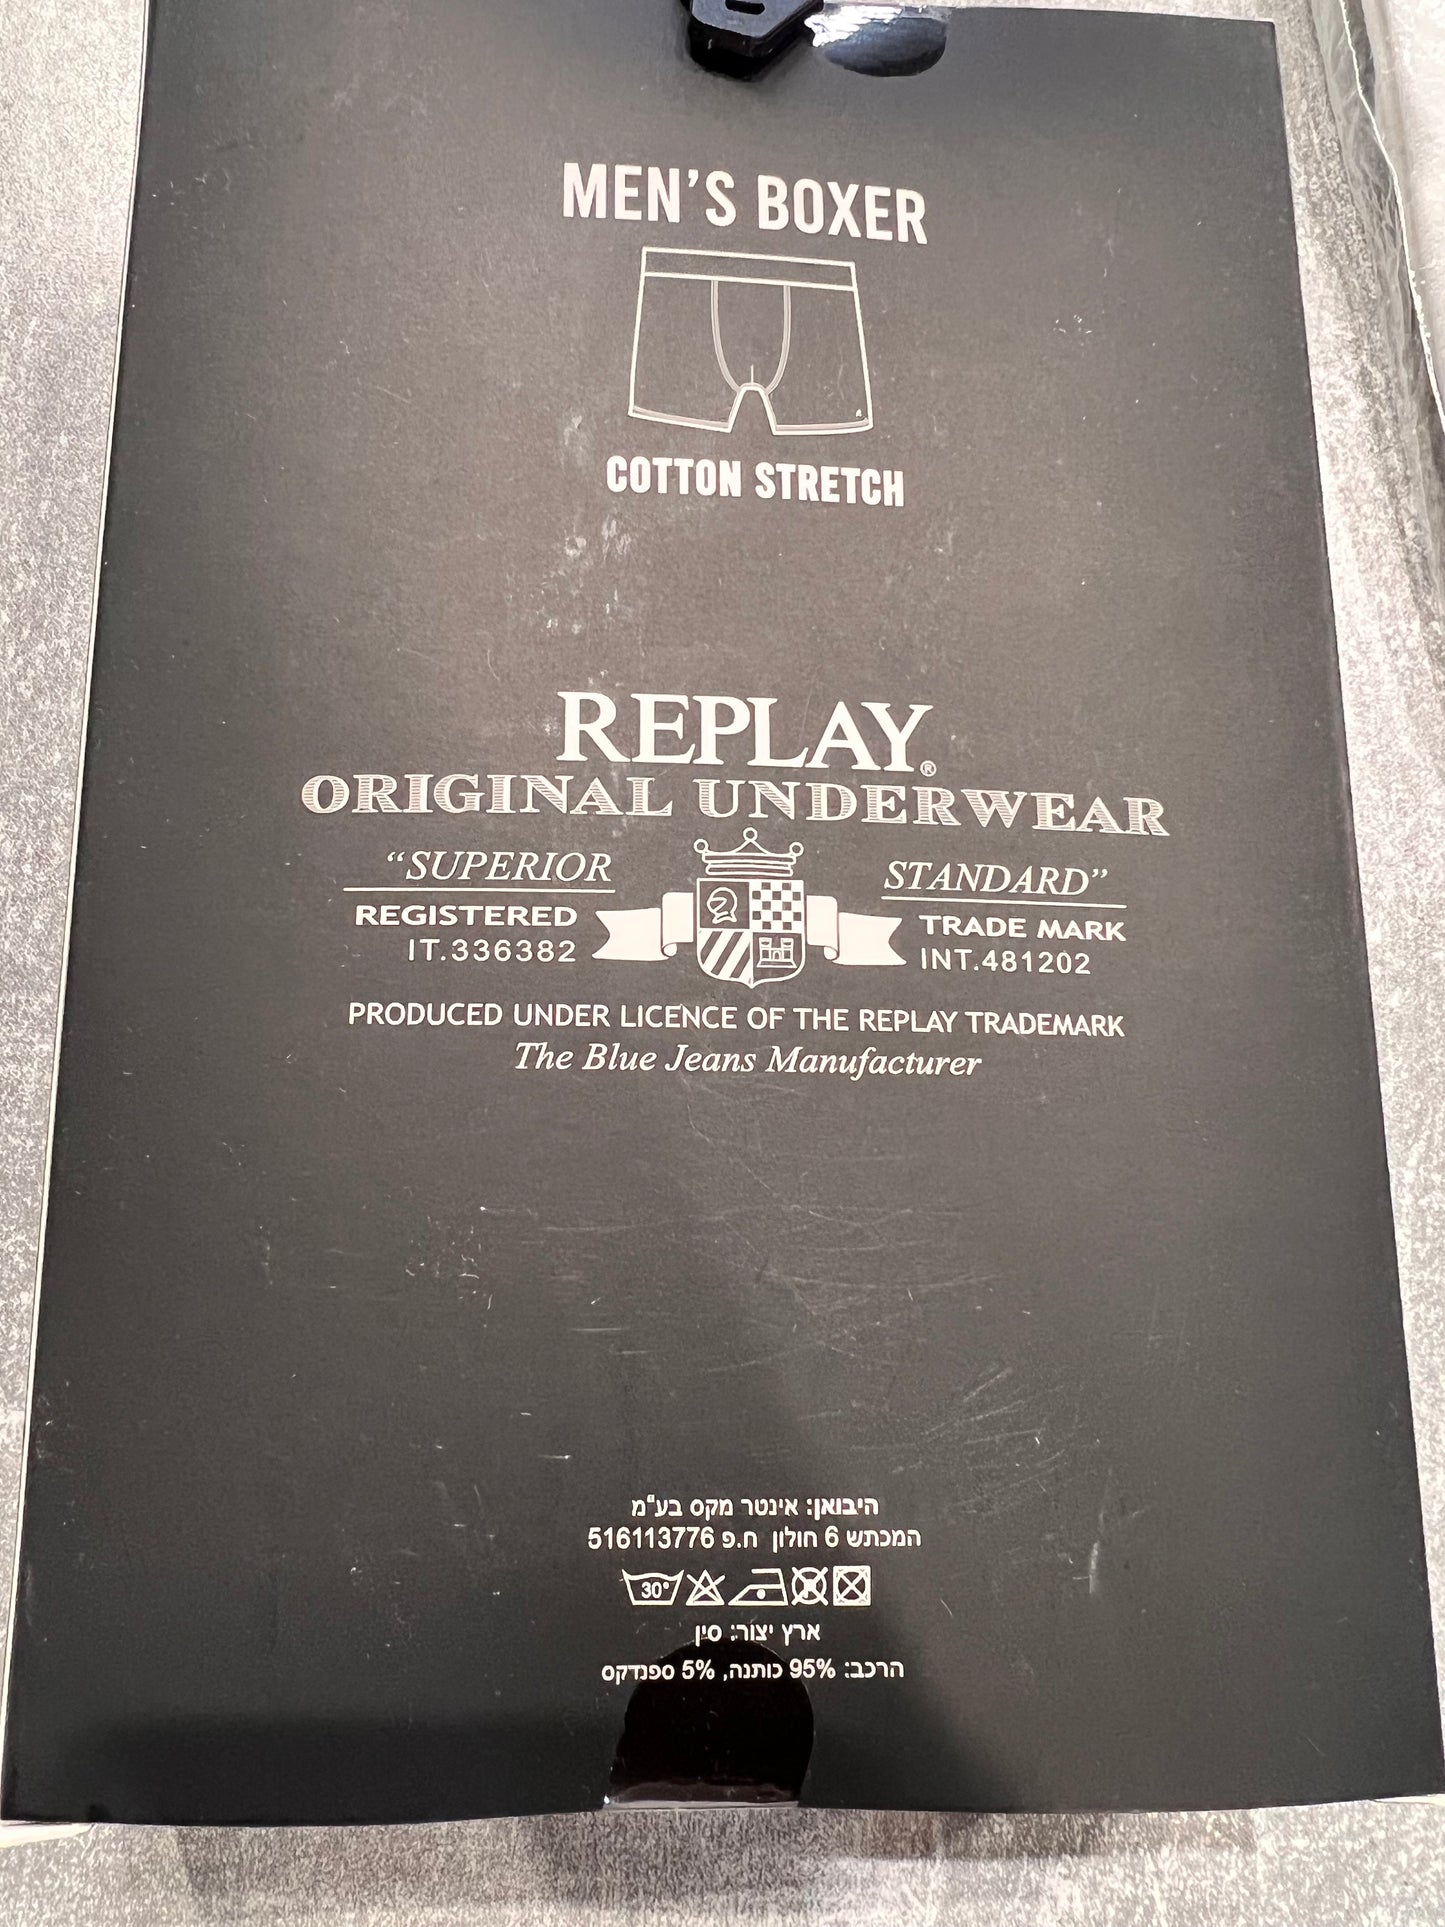 MEN'S BOXER
COTTON STRETCH
REPLAY®
ORIGINAL UNDERWEAR
"SUPERIOR STANDARD"
REGISTERED TRADE MARK
IT.336382 INT.481202
PRODUCED UNDER LICENCE OF THE REPLAY TRADEMARK
The Blue Jeans Manufacturer
היבואן: אינטר מקס בע"מ
המכתש 6 חולון ח.פ 516113776
30°
ארץ יצור: סין
הרכב: 95% כותנה, 5% ספנדקס